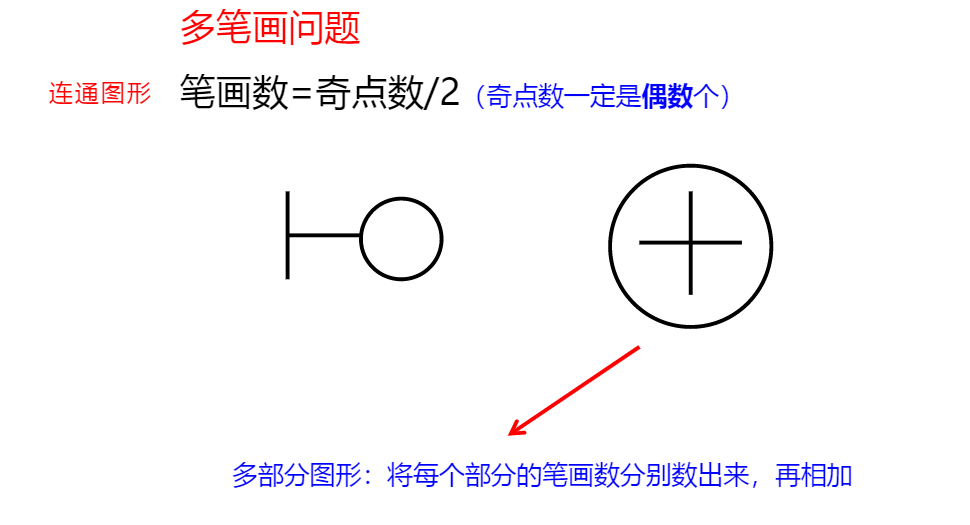 多笔画问题
连通图形 笔画数=奇点数/2（奇点数一定是偶数个）
多部分图形：将每个部分的笔画数分别数出来，再相加